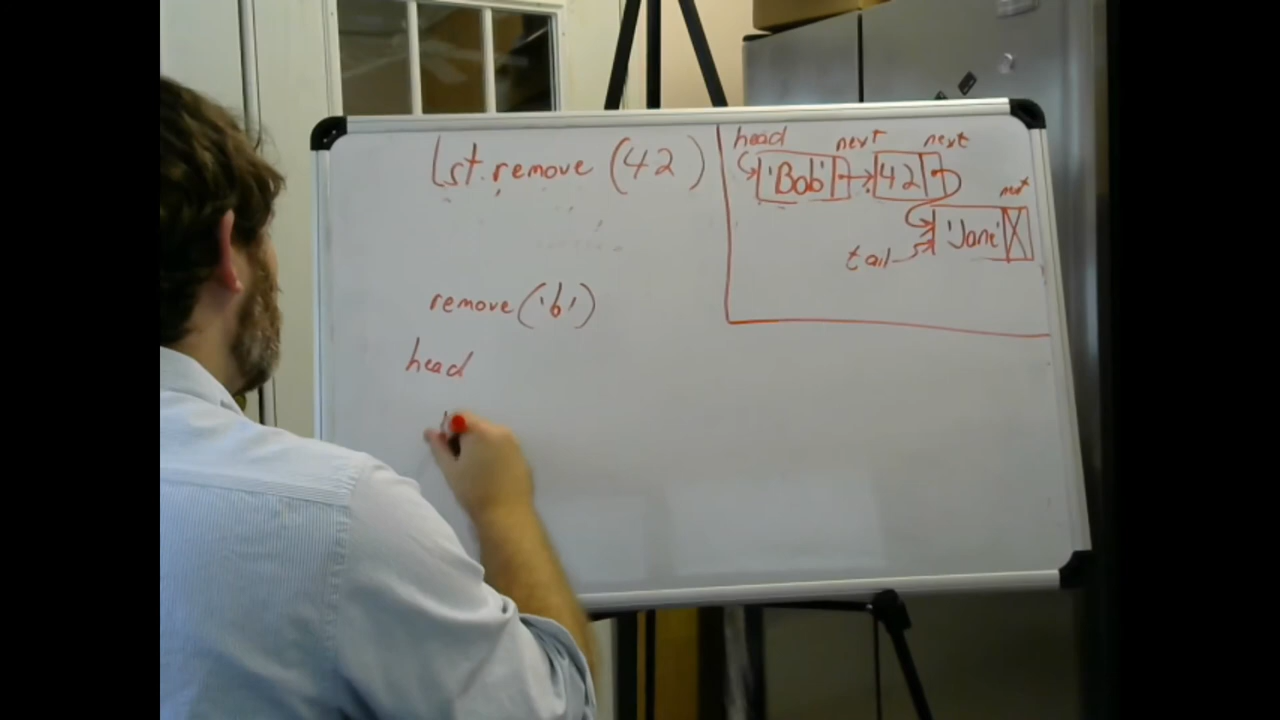 lst.remove (42)
head next next
'Bob' 42
next
'Jane'
tail
remove('b')
head